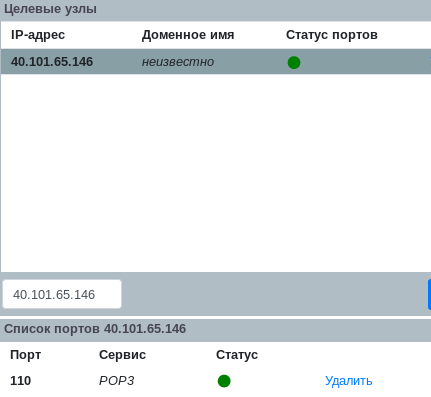 Целевые узлы
IP-адрес Доменное имя Статус портов
40.101.65.146 неизвестно
40.101.65.146
Список портов 40.101.65.146
Порт Сервис Статус
110 POP3 Удалить